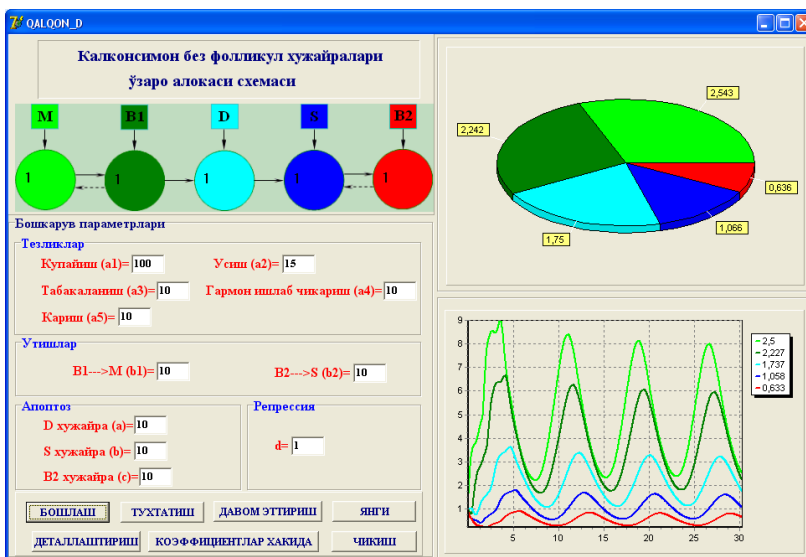 QALQON_D
Калконсимон без фолликул хужайралари
ўзаро алокаси схемаси
M B1 D S B2
1 1 1 1 1
Бошкарув параметрлари
Тезликлар
Купайиш (a1)= 100 Усиш (a2)= 15
Табакаланиш (a3)= 10 Гармон ишлаб чикариш (a4)= 10
Кариш (a5)= 10
Утишлар
B1--->M (b1)= 10 B2--->S (b2)= 10
Апоптоз
D хужайра (a)= 10
S хужайра (b)= 10
B2 хужайра (c)= 10
Репрессия
d= 1
БОШЛАШ ТУХТАТИШ ДАВОМ ЭТТИРИШ ЯНГИ
ДЕТАЛЛАШТИРИШ КОЭФФИЦИЕНТЛАР ХАКИДА ЧИКИШ
2,543
2,242
0,636
1,066
1,75
9
8
7
6
5
4
3
2
1
5 10 15 20 25 30
2,5
2,227
1,737
1,058
0,633